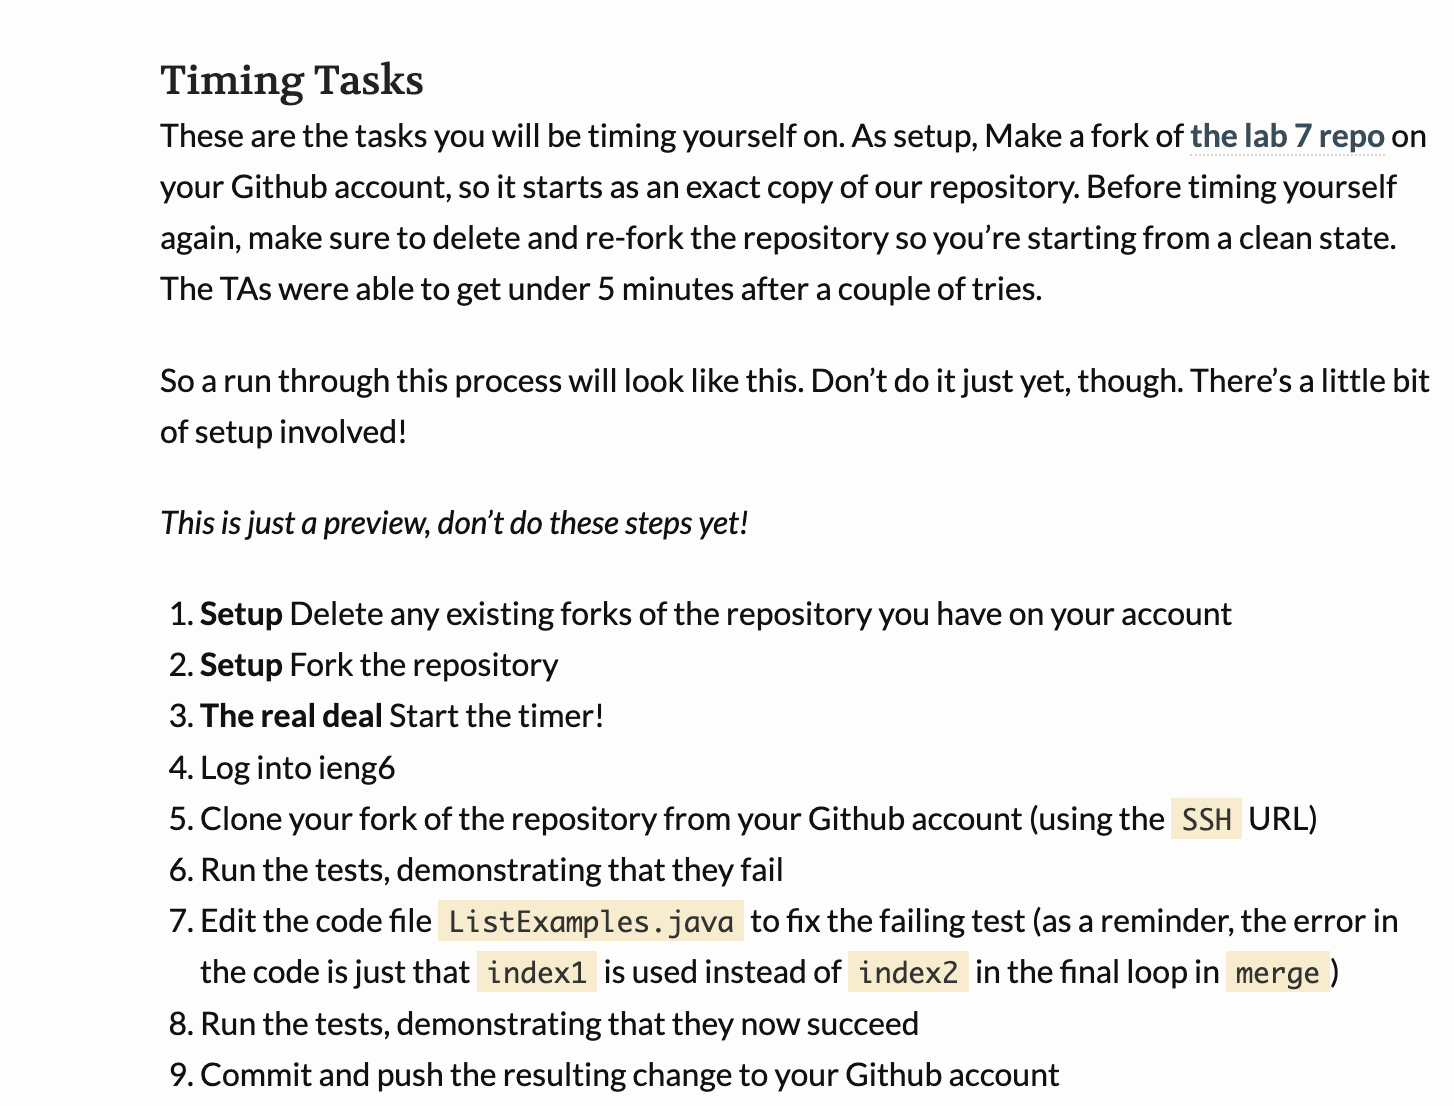 Timing Tasks
These are the tasks you will be timing yourself on. As setup, Make a fork of the lab 7 repo on
your Github account, so it starts as an exact copy of our repository. Before timing yourself
again, make sure to delete and re-fork the repository so you’re starting from a clean state.
The TAs were able to get under 5 minutes after a couple of tries.
So a run through this process will look like this. Don’t do it just yet, though. There’s a little bit
of setup involved!
This is just a preview, don’t do these steps yet!
1. Setup Delete any existing forks of the repository you have on your account
2. Setup Fork the repository
3. The real deal Start the timer!
4. Log into ieng6
5. Clone your fork of the repository from your Github account (using the SSH URL)
6. Run the tests, demonstrating that they fail
7. Edit the code file ListExamples.java to fix the failing test (as a reminder, the error in
the code is just that index1 is used instead of index2 in the final loop in merge)
8. Run the tests, demonstrating that they now succeed
9. Commit and push the resulting change to your Github account